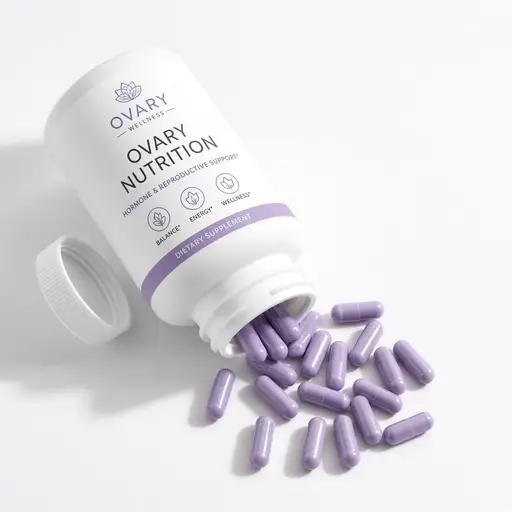 OVARY
WELLNESS
OVARY
NUTRITION
HORMONE & REPRODUCTIVE SUPPORT*
BALANCE*
ENERGY*
WELLNESS*
DIETARY SUPPLEMENT